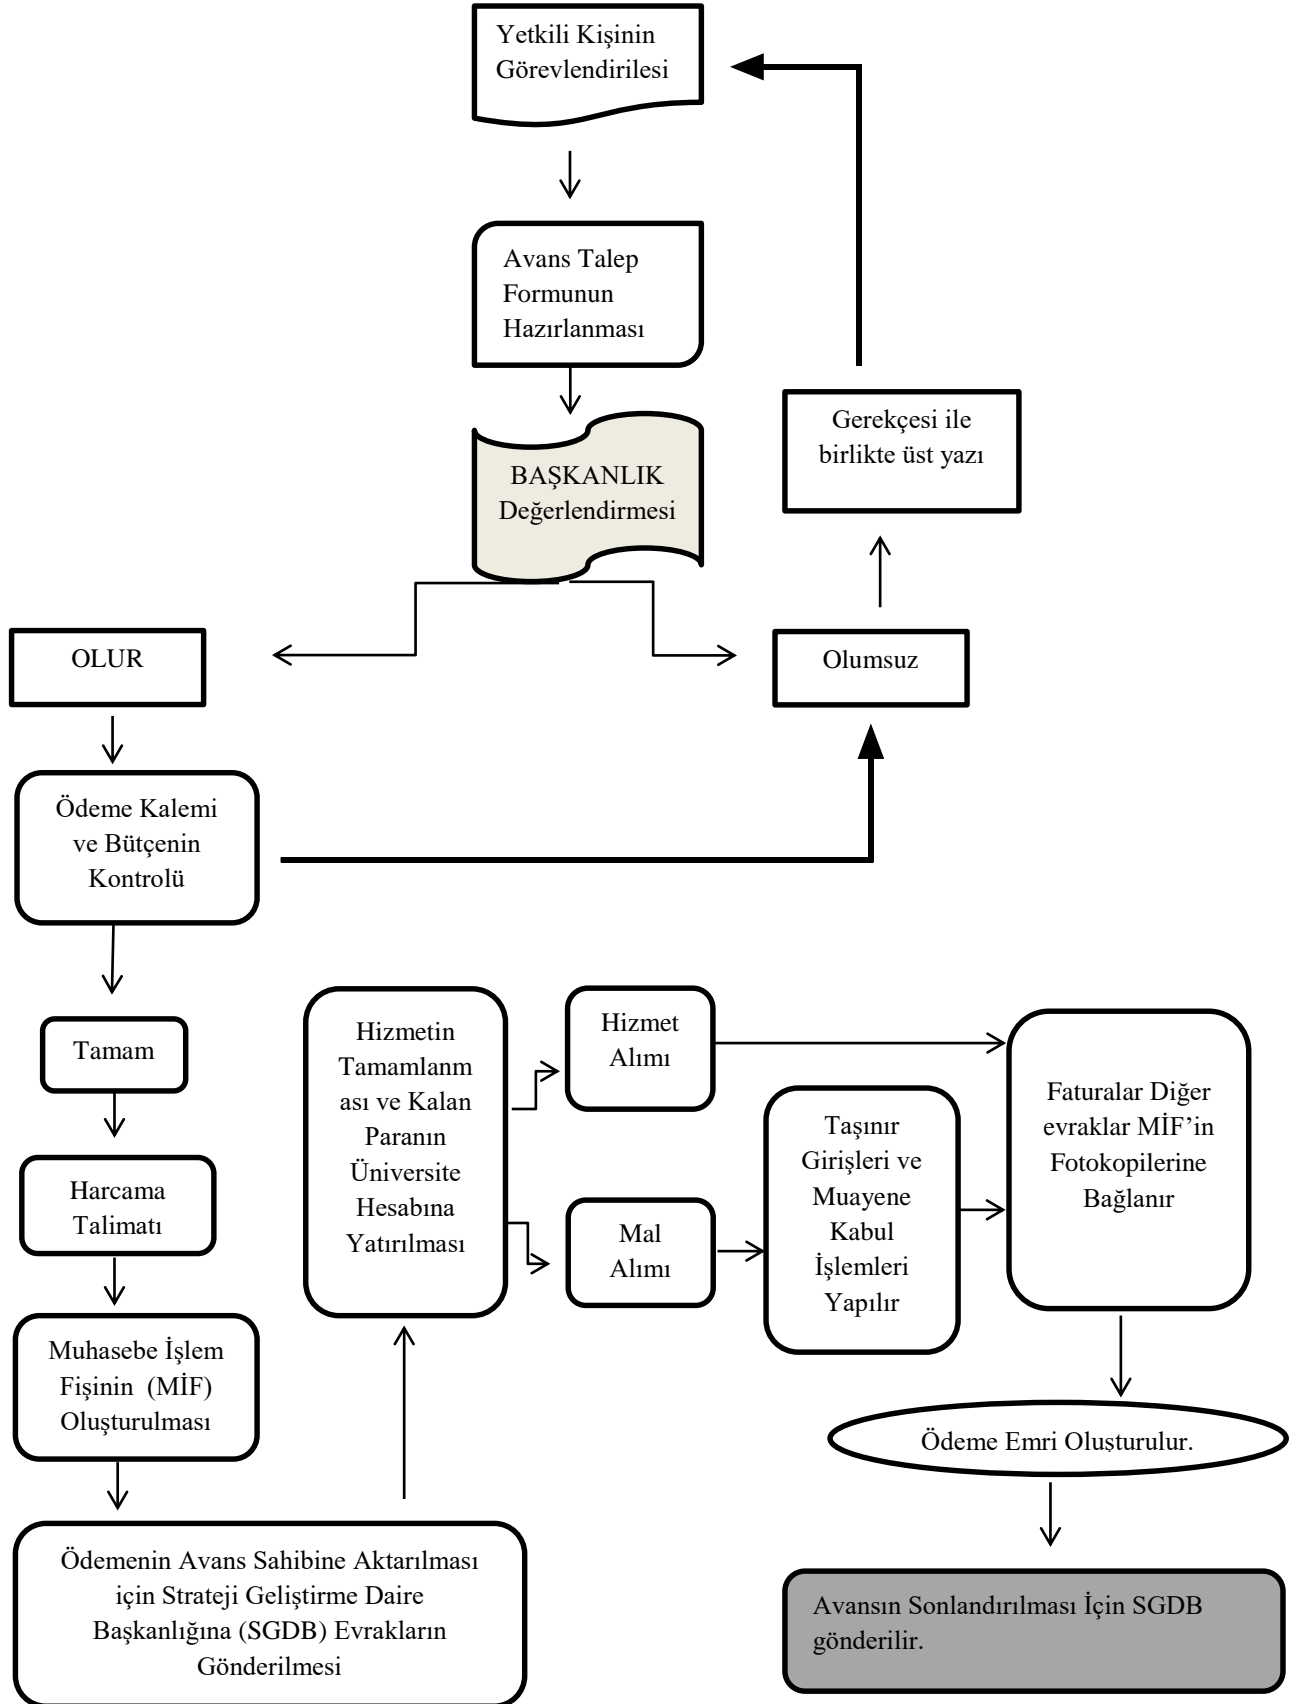 Yetkili Kişinin
Görevlendirilesi
Avans Talep
Formunun
Hazırlanması
BAŞKANLIK
Değerlendirmesi
Gerekçesi ile
birlikte üst yazı
OLUR
Olumsuz
Ödeme Kalemi
ve Bütçenin
Kontrolü
Tamam
Harcama
Talimatı
Muhasebe İşlem
Fişinin (MİF)
Oluşturulması
Ödemenin Avans Sahibine Aktarılması
için Strateji Geliştirme Daire
Başkanlığına (SGDB) Evrakların
Gönderilmesi
Hizmetin
Tamamlanm
ası ve Kalan
Paranın
Üniversite
Hesabına
Yatırılması
Hizmet
Alımı
Mal
Alımı
Taşınır
Girişleri ve
Muayene
Kabul
İşlemleri
Yapılır
Faturalar Diğer
evraklar MİF’in
Fotokopilerine
Bağlanır
Ödeme Emri Oluşturulur.
Avansın Sonlandırılması İçin SGDB
gönderilir.